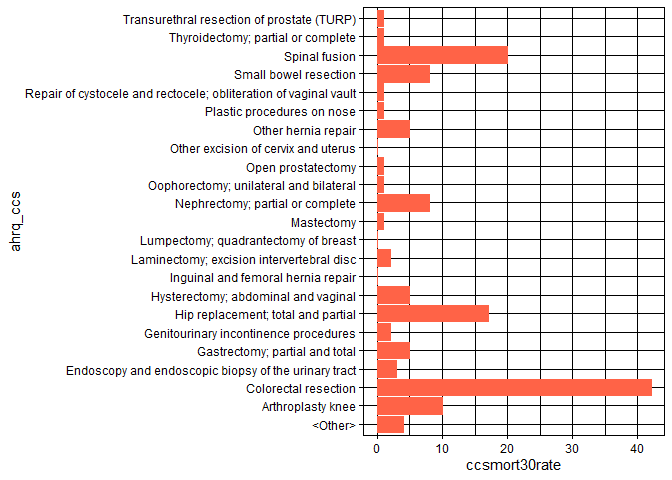 Transurethral resection of prostate (TURP)
Thyroidectomy; partial or complete
Spinal fusion
Small bowel resection
Repair of cystocele and rectocele; obliteration of vaginal vault
Plastic procedures on nose
Other hernia repair
Other excision of cervix and uterus
Open prostatectomy
Oophorectomy; unilateral and bilateral
Nephrectomy; partial or complete
Mastectomy
Lumpectomy; quadrantectomy of breast
Laminectomy; excision intervertebral disc
Inguinal and femoral hernia repair
Hysterectomy; abdominal and vaginal
Hip replacement; total and partial
Genitourinary incontinence procedures
Gastrectomy; partial and total
Endoscopy and endoscopic biopsy of the urinary tract
Colorectal resection
Arthroplasty knee
<Other>
ahrq_ccs
0 10 20 30 40
ccsmort30rate